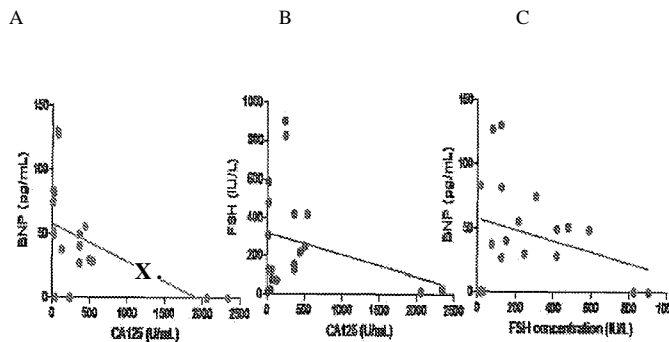 A B C
BNP (pg/mL)
150
100
50
0
X
0 500 1000 1500 2000 2500
CA125 (U/mL)
FSH (IU/L)
1000
800
600
400
200
0
0 500 1000 1500 2000 2500
CA125 (U/mL)
BNP (pg/mL)
150
100
50
0
0 200 400 600 800
FSH concentration (IU/L)